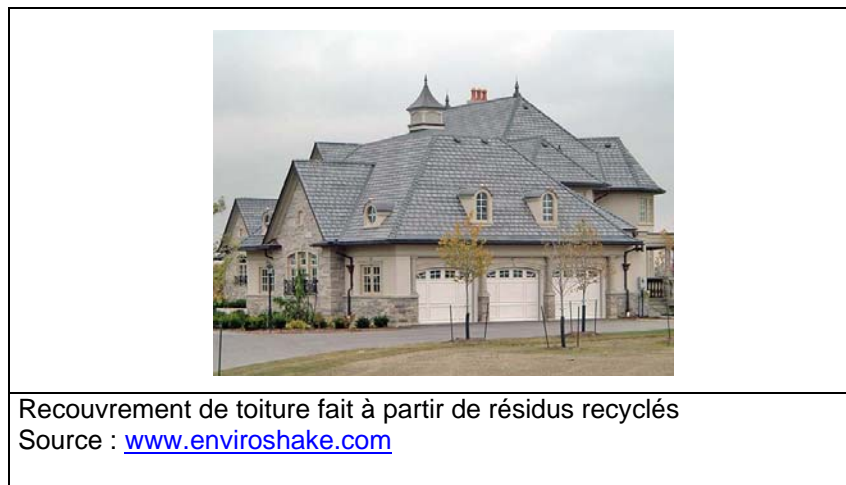 Recouvrement de toiture fait à partir de résidus recyclés
Source : www.enviroshake.com